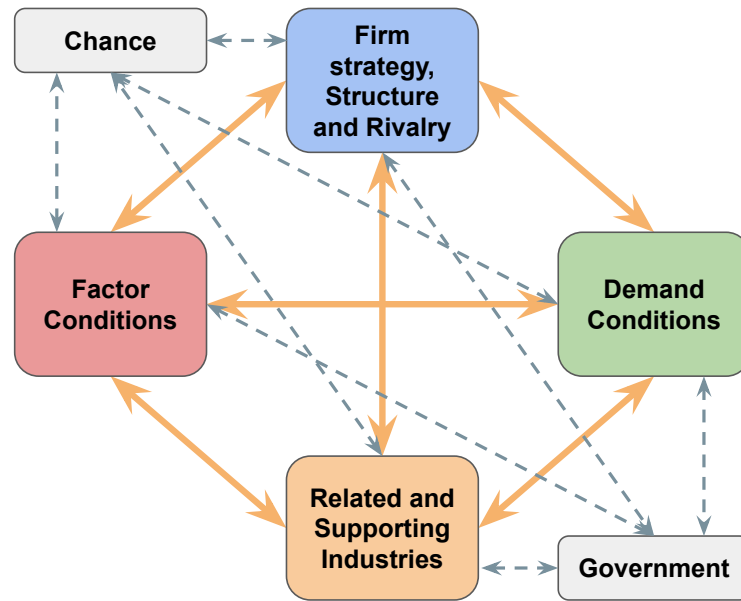 Chance
Firm
strategy,
Structure
and Rivalry
Factor
Conditions
Demand
Conditions
Related and
Supporting
Industries
Government